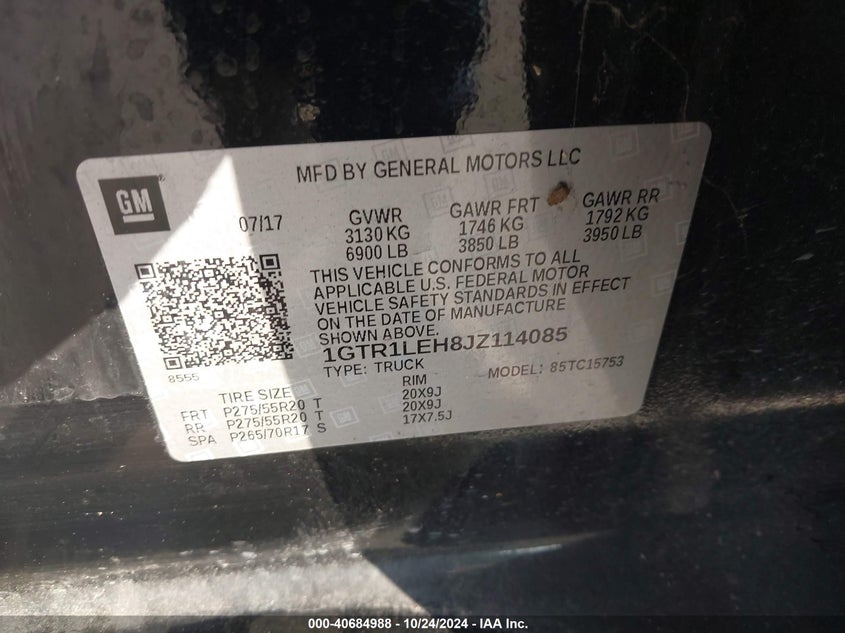 MFD BY GENERAL MOTORS LLC
GM
07/17
GVWR GAWR FRT GAWR RR
3130 KG 1746 KG 1792 KG
6900 LB 3850 LB 3950 LB
THIS VEHICLE CONFORMS TO ALL
APPLICABLE U.S. FEDERAL MOTOR
VEHICLE SAFETY STANDARDS IN EFFECT
ON THE DATE OF MANUFACTURE
SHOWN ABOVE.
1GTR1LEH8JZ114085
8555
TYPE: TRUCK MODEL: 85TC15753
TIRE SIZE RIM
FRT P275/55R20 T 20X9J
RR P275/55R20 T 20X9J
SPA P265/70R17 S 17X7.5J
000-40684988 - 10/24/2024 - IAA Inc.